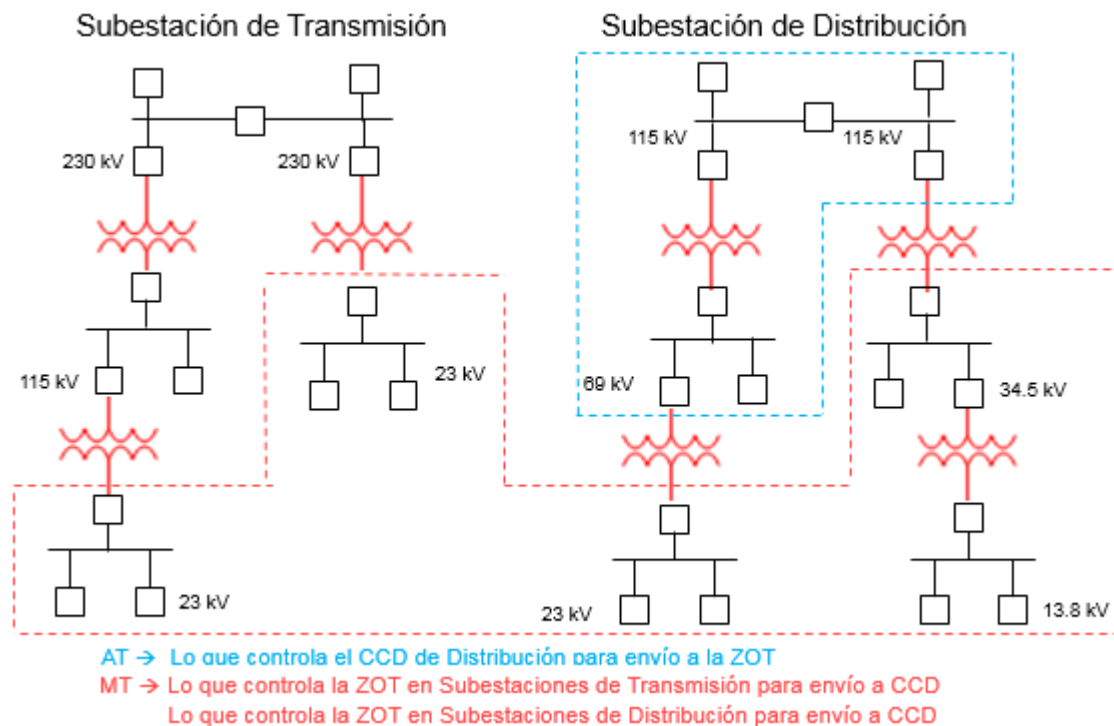 Subestación de Transmisión
Subestación de Distribución
230 kV
230 kV
115 kV
115 kV
115 kV
23 kV
69 kV
34.5 kV
23 kV
23 kV
13.8 kV
AT → Lo que controla el CCD de Distribución para envío a la ZOT
MT → Lo que controla la ZOT en Subestaciones de Transmisión para envío a CCD
Lo que controla la ZOT en Subestaciones de Distribución para envío a CCD